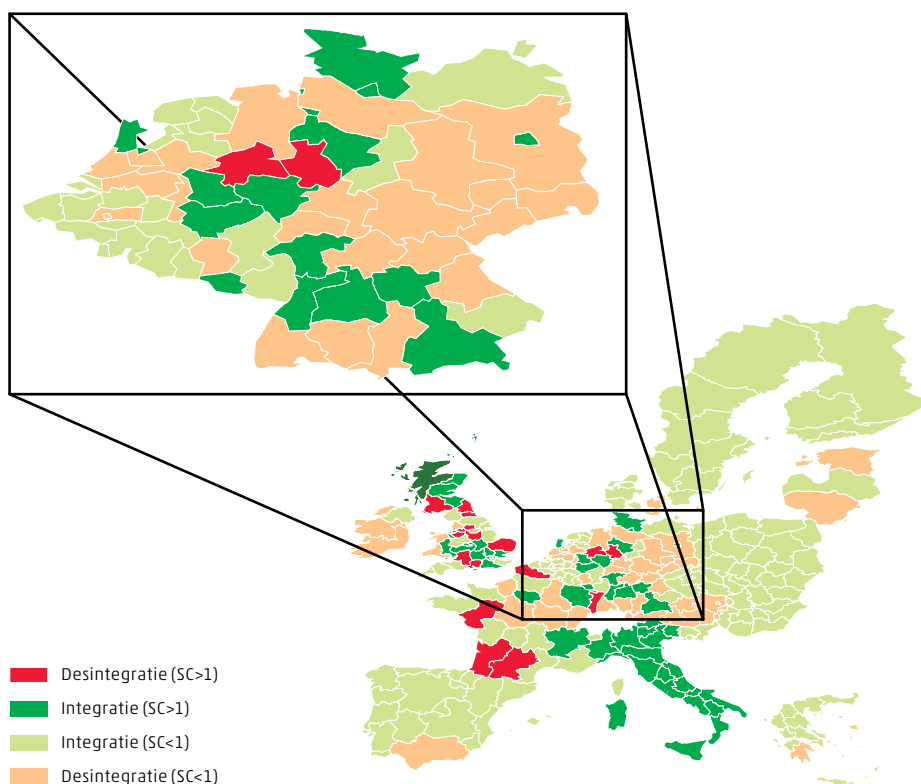 Desintegratie (SC>1)
Integratie (SC>1)
Integratie (SC<1)
Desintegratie (SC<1)